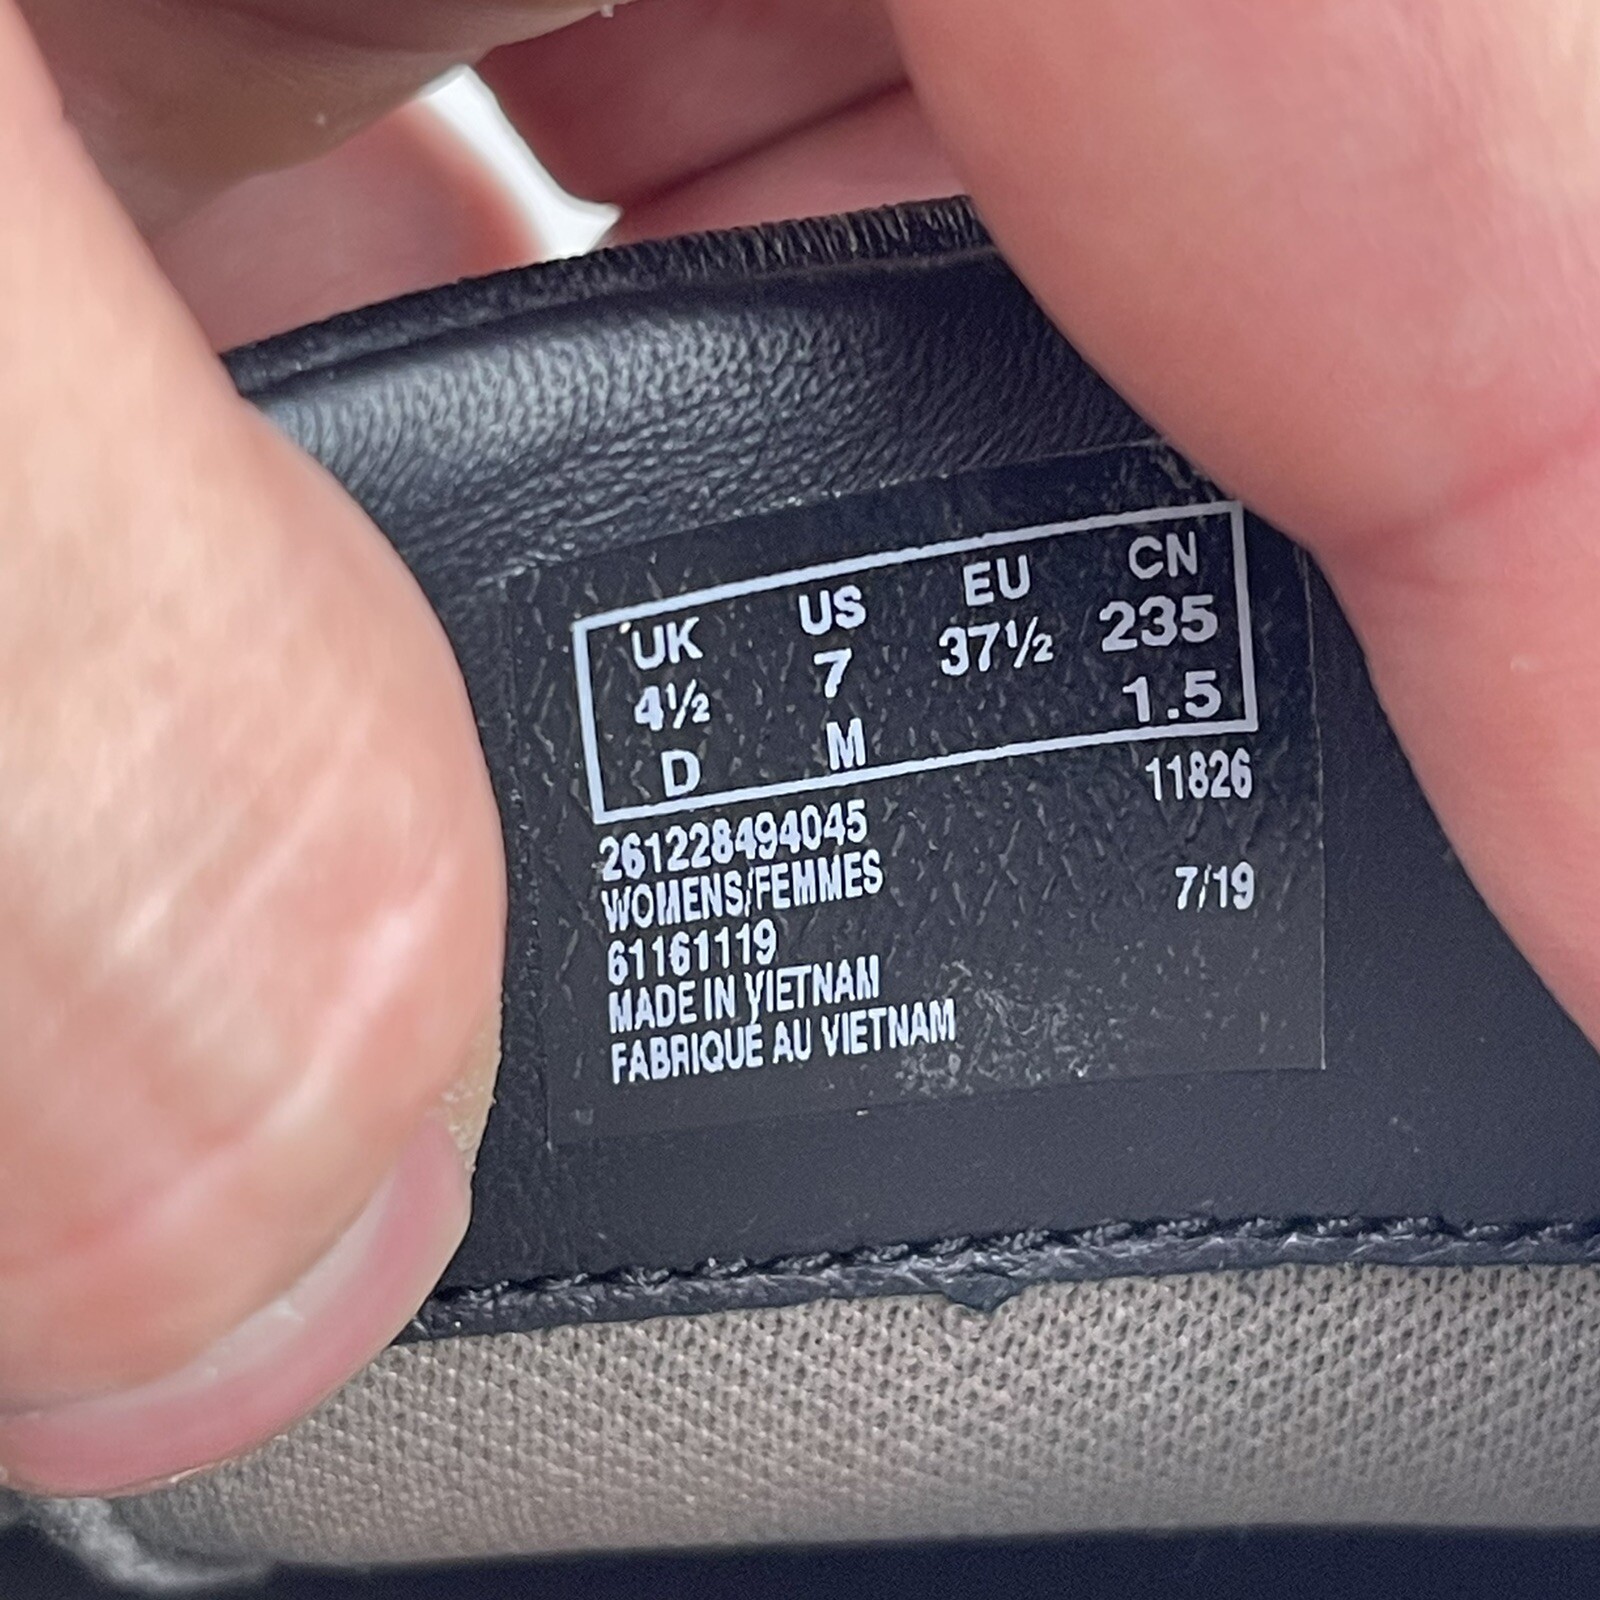 UK US EU CN
4½ 7 37½ 235
D M 1.5
261228494045 11826
WOMENS/FEMMES 7/19
61161119
MADE IN VIETNAM
FABRIQUE AU VIETNAM